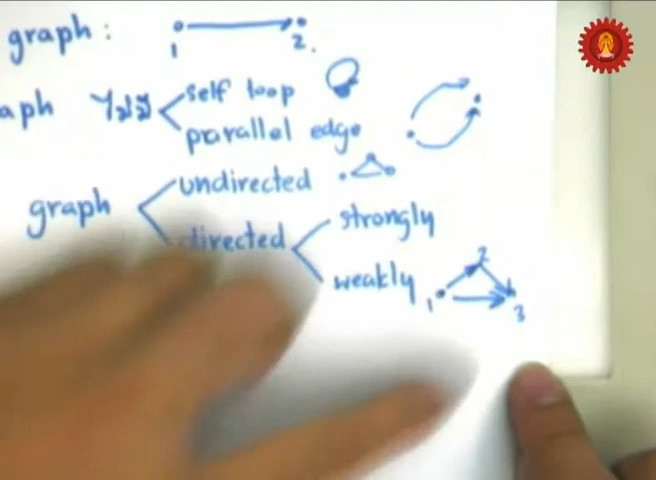 graph : 1 2.
aph ไม่มี self loop
parallel edge
graph undirected
directed strongly
weakly 1 2 3